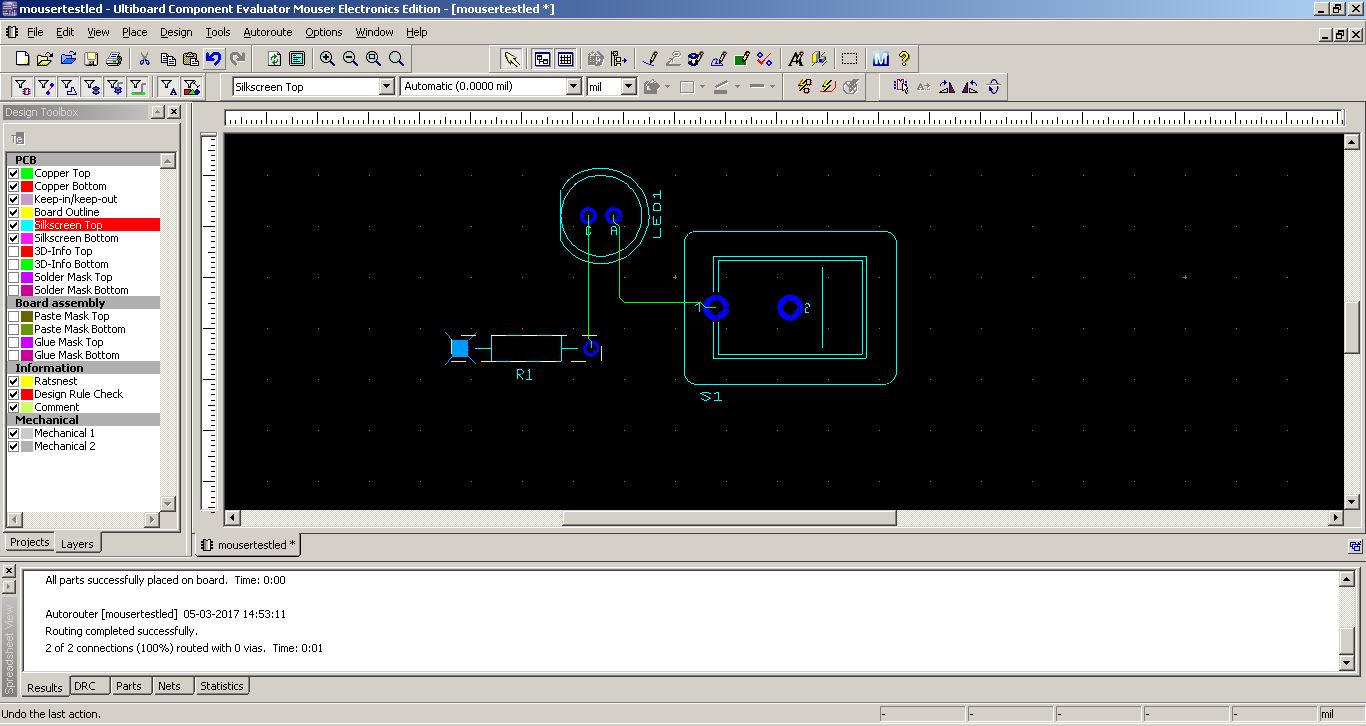 mousertestled - Ultiboard Component Evaluator Mouser Electronics Edition - [mousertestled *]
File Edit View Place Design Tools Autoroute Options Window Help
Silkscreen Top Automatic (0.0000 mil) mil
Design Toolbox
PCB
Copper Top
Copper Bottom
Keep-in/keep-out
Board Outline
Silkscreen Top
Silkscreen Bottom
3D-Info Top
3D-Info Bottom
Solder Mask Top
Solder Mask Bottom
Board assembly
Paste Mask Top
Paste Mask Bottom
Glue Mask Top
Glue Mask Bottom
Information
Ratsnest
Design Rule Check
Comment
Mechanical
Mechanical 1
Mechanical 2
LED1
C A
1 2
R1
S1
Projects Layers
mousertestled *
Spreadsheet View
All parts successfully placed on board. Time: 0:00
Autorouter [mousertestled] 05-03-2017 14:53:11
Routing completed successfully.
2 of 2 connections (100%) routed with 0 vias. Time: 0:01
Results DRC Parts Nets Statistics
Undo the last action. - - - - - mil